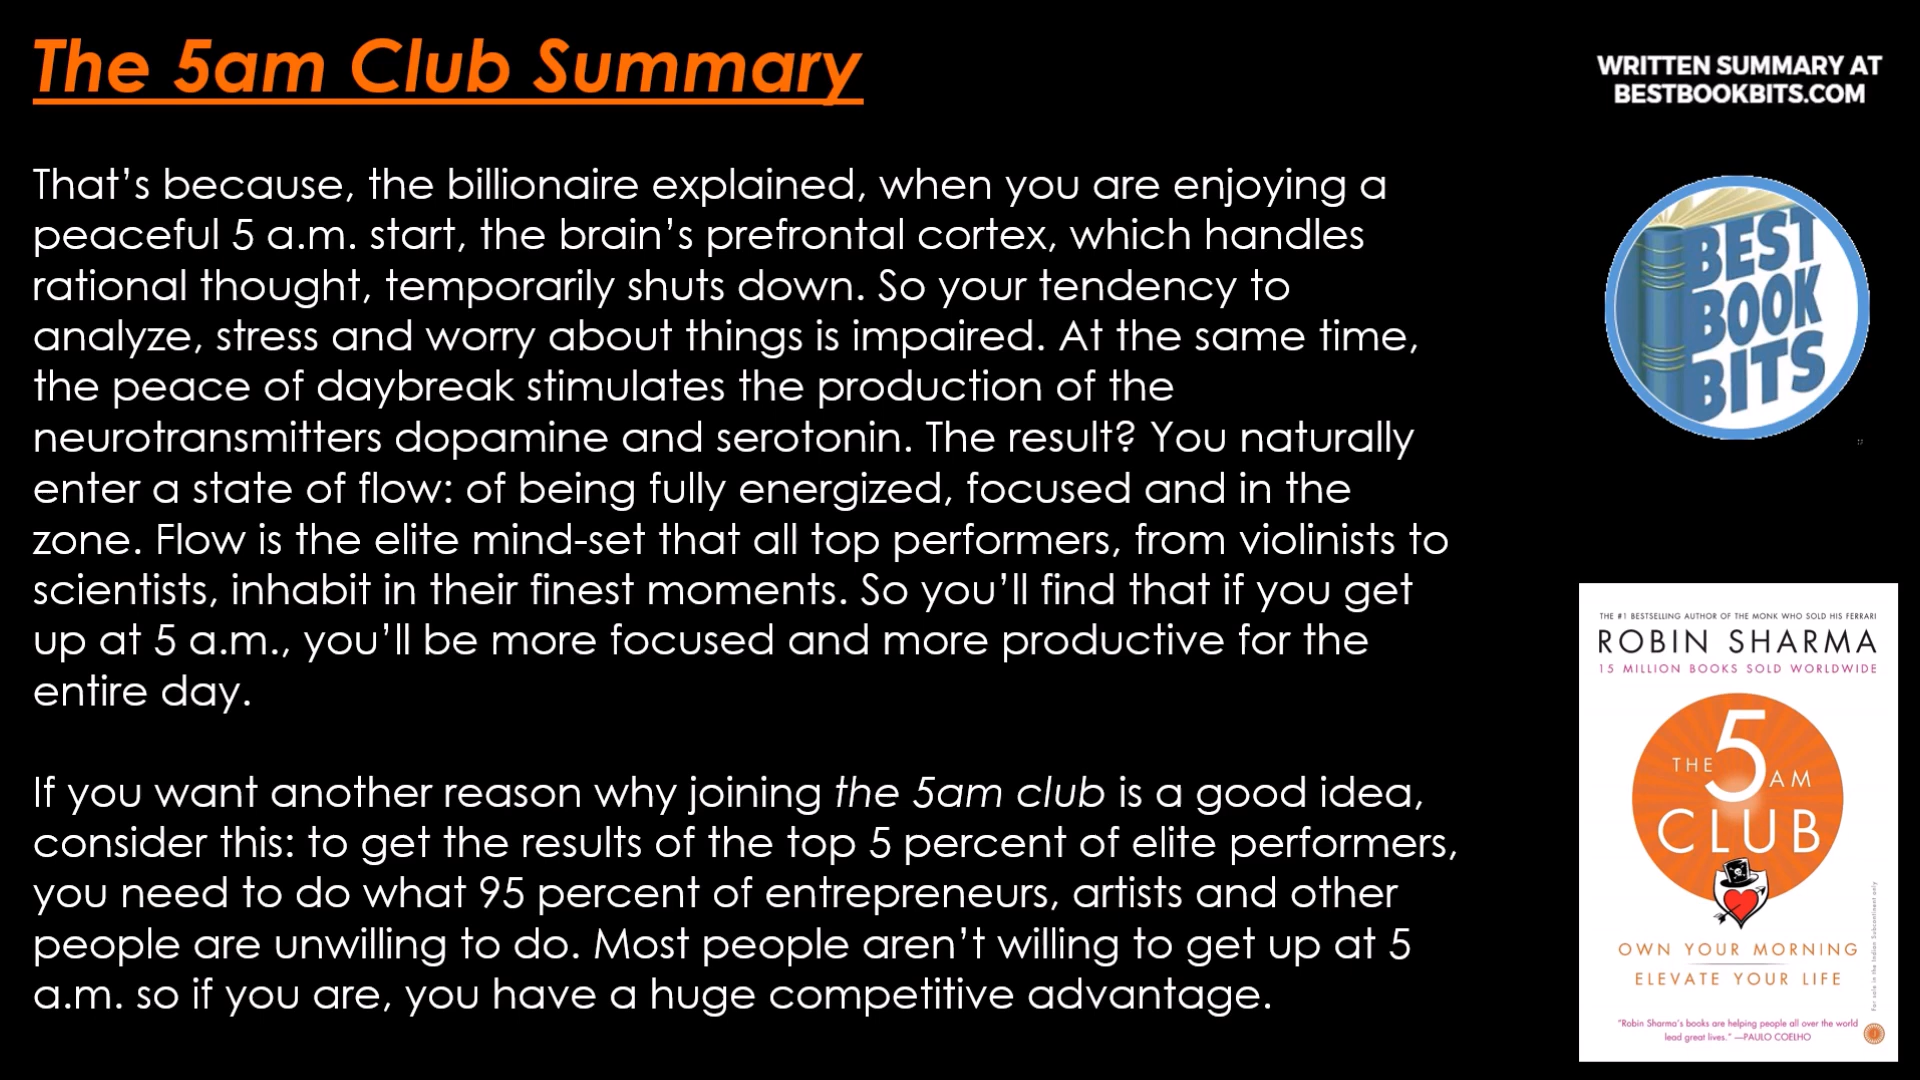 The 5am Club Summary
WRITTEN SUMMARY AT
BESTBOOKBITS.COM
That’s because, the billionaire explained, when you are enjoying a
peaceful 5 a.m. start, the brain’s prefrontal cortex, which handles
rational thought, temporarily shuts down. So your tendency to
analyze, stress and worry about things is impaired. At the same time,
the peace of daybreak stimulates the production of the
neurotransmitters dopamine and serotonin. The result? You naturally
enter a state of flow: of being fully energized, focused and in the
zone. Flow is the elite mind-set that all top performers, from violinists to
scientists, inhabit in their finest moments. So you’ll find that if you get
up at 5 a.m., you’ll be more focused and more productive for the
entire day.
If you want another reason why joining the 5am club is a good idea,
consider this: to get the results of the top 5 percent of elite performers,
you need to do what 95 percent of entrepreneurs, artists and other
people are unwilling to do. Most people aren’t willing to get up at 5
a.m. so if you are, you have a huge competitive advantage.
BEST
BOOK
BITS
THE #1 BESTSELLING AUTHOR OF THE MONK WHO SOLD HIS FERRARI
ROBIN SHARMA
15 MILLION BOOKS SOLD WORLDWIDE
THE 5 AM
CLUB
OWN YOUR MORNING
ELEVATE YOUR LIFE
For sale in the Indian Subcontinent only
"Robin Sharma's books are helping people all over the world
lead great lives." —PAULO COELHO